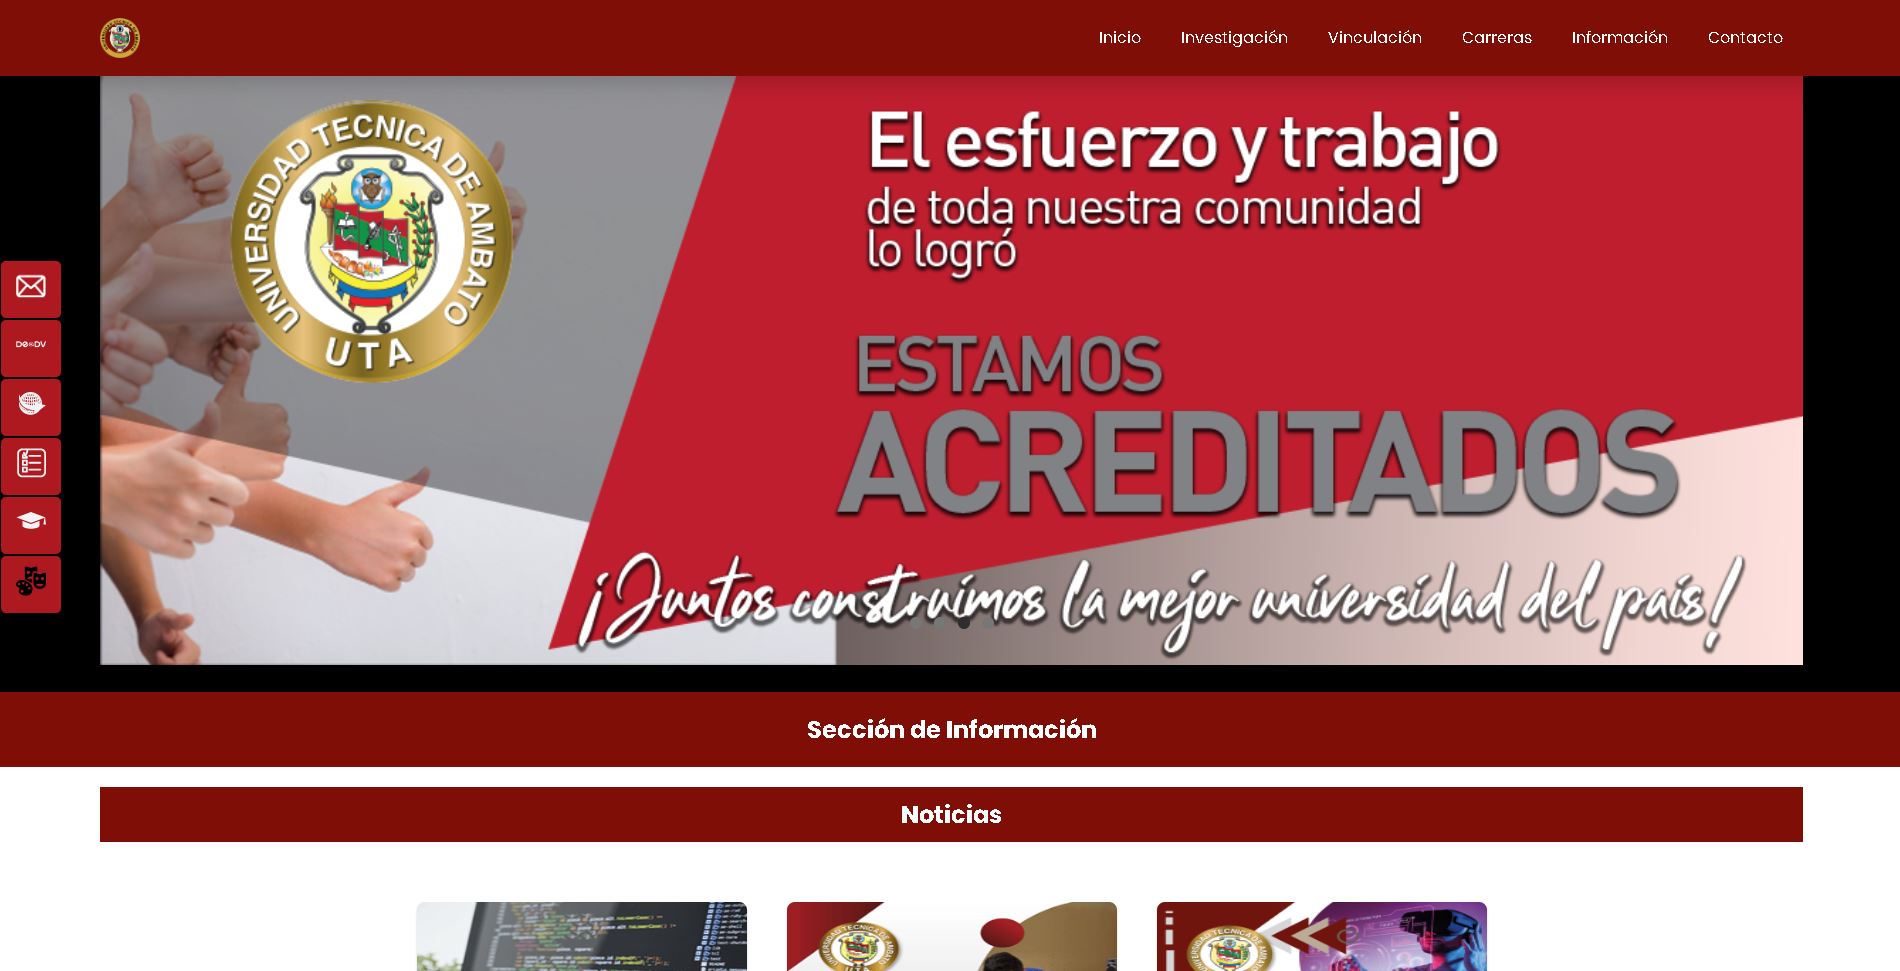 Inicio Investigación Vinculación Carreras Información Contacto
UNIVERSIDAD TECNICA DE AMBATO
UTA
El esfuerzo y trabajo
de toda nuestra comunidad
lo logró
ESTAMOS
ACREDITADOS
¡Juntos construimos la mejor universidad del país!
Sección de Información
Noticias